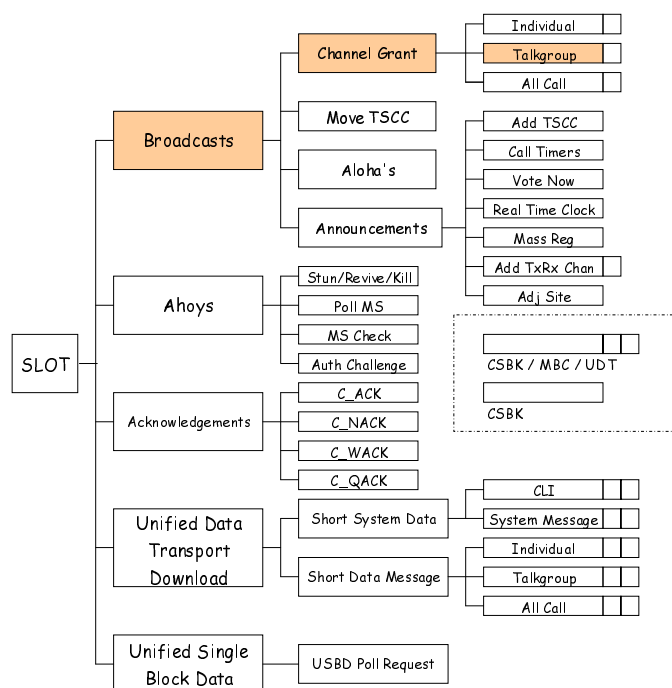 SLOT
Broadcasts
Channel Grant
Individual
Talkgroup
All Call
Move TSCC
Aloha's
Announcements
Add TSCC
Call Timers
Vote Now
Real Time Clock
Mass Reg
Add TxRx Chan
Adj Site
Ahoys
Stun/Revive/Kill
Poll MS
MS Check
Auth Challenge
CSBK / MBC / UDT
CSBK
Acknowledgements
C_ACK
C_NACK
C_WACK
C_QACK
Unified Data
Transport
Download
Short System Data
CLI
System Message
Short Data Message
Individual
Talkgroup
All Call
Unified Single
Block Data
USBD Poll Request